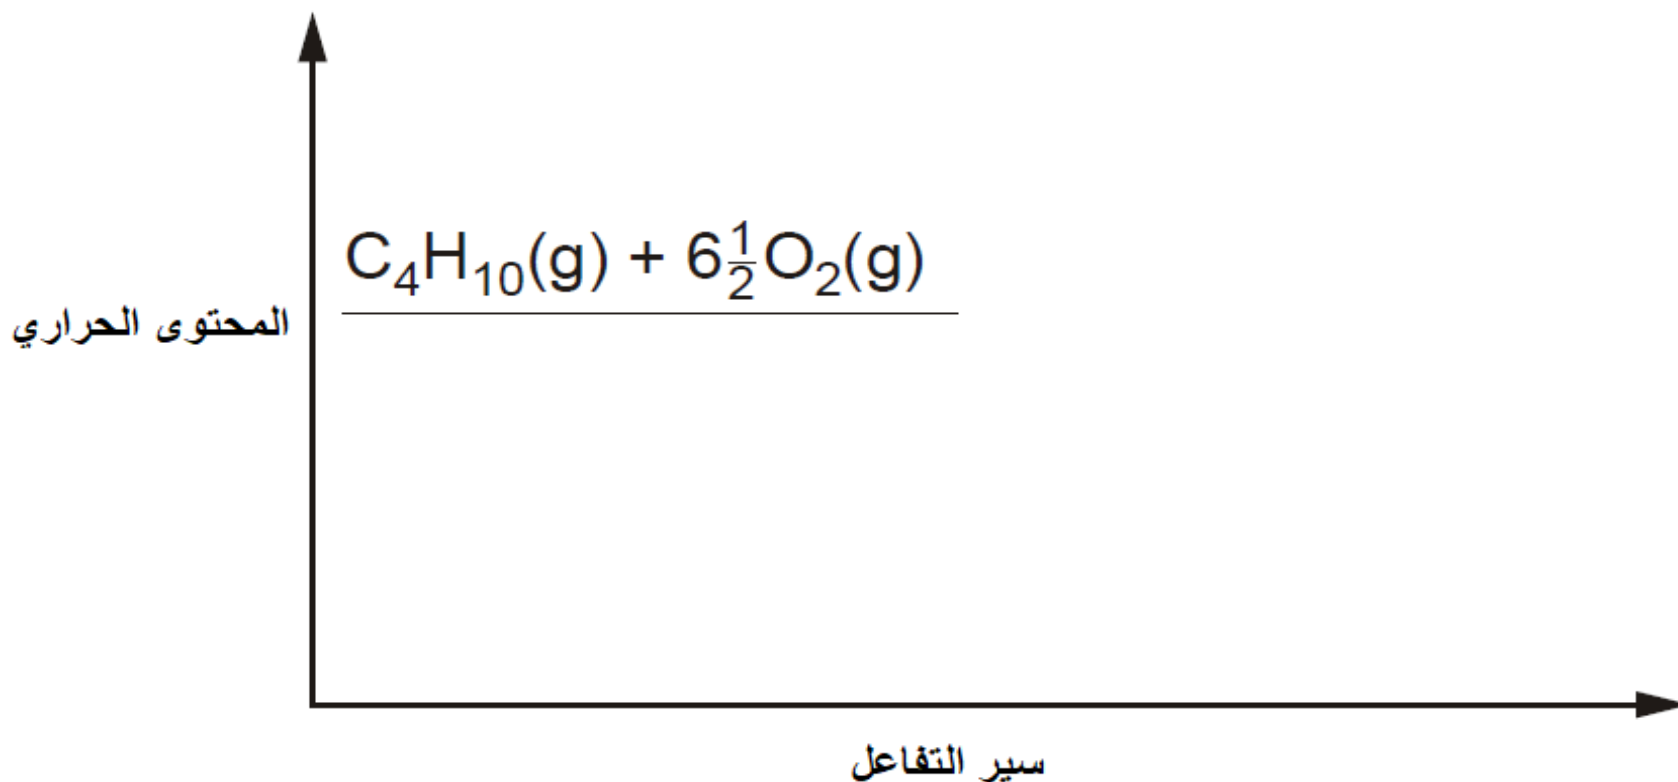 C₄H₁₀(g) + 6½O₂(g)
المحتوى الحراري
سير التفاعل